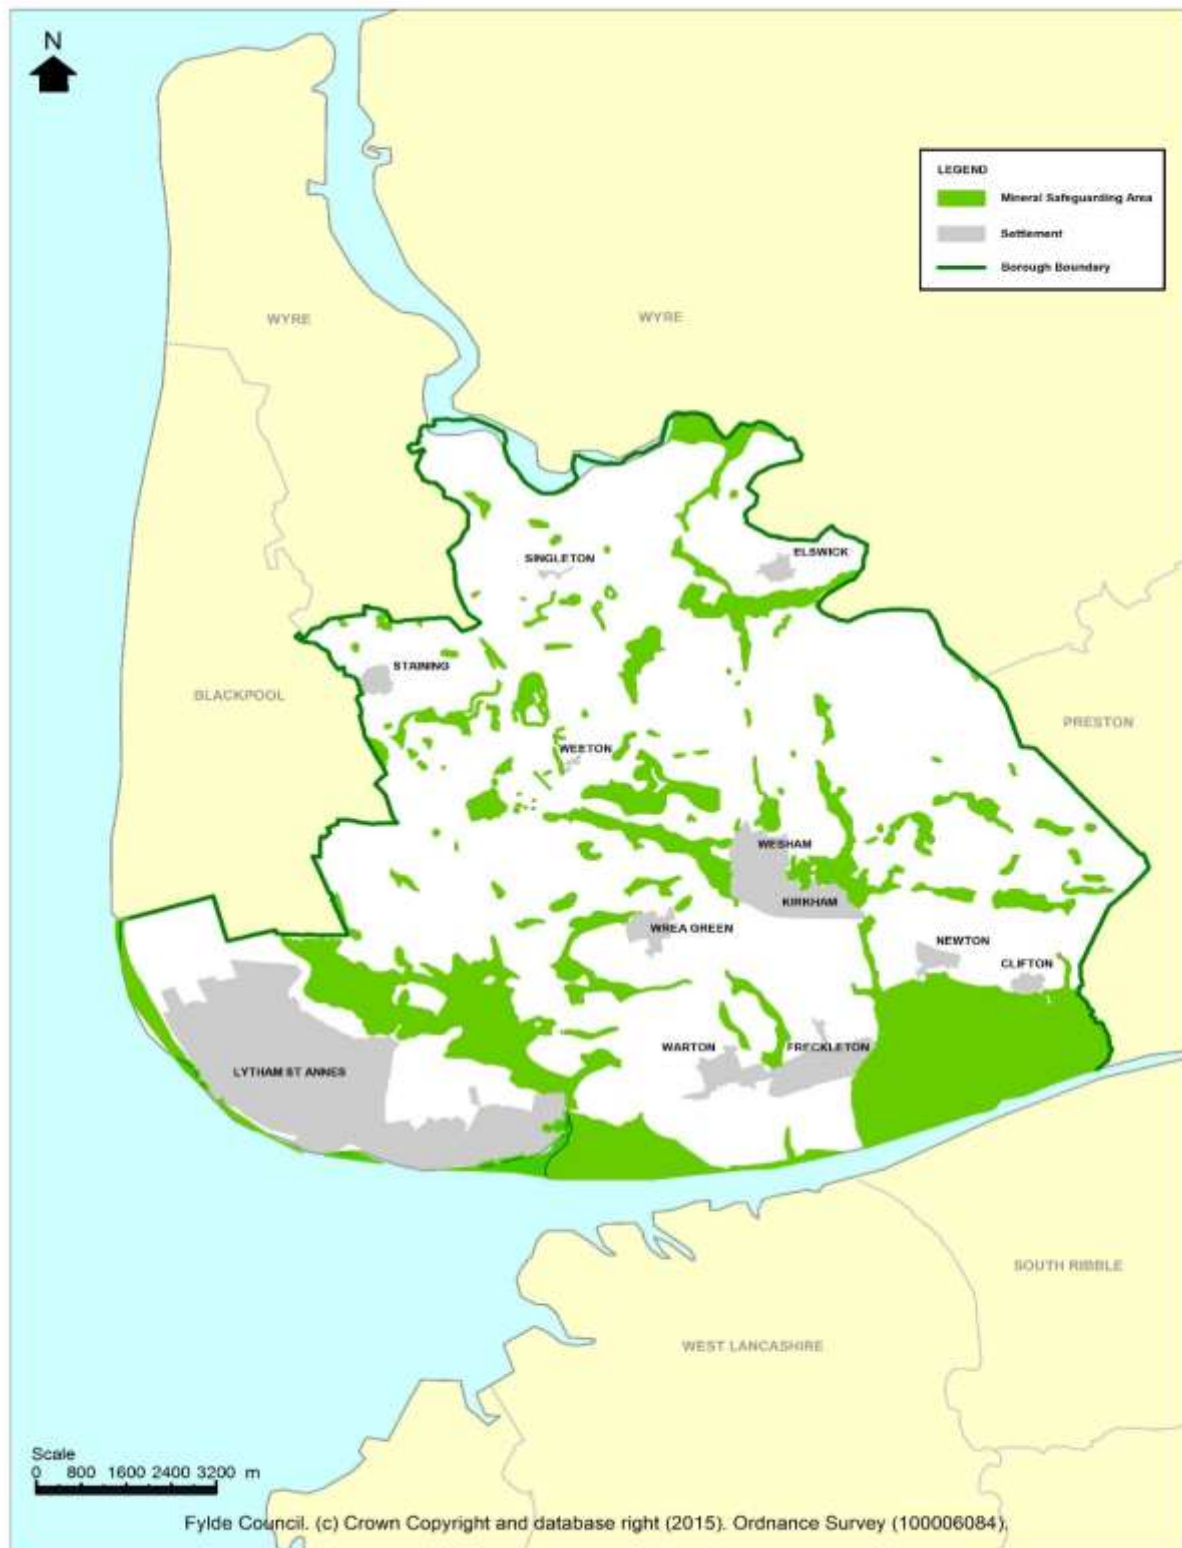 N
LEGEND
Mineral Safeguarding Area
Settlement
Borough Boundary
WYRE
WYRE
SINGLETON
ELSWICK
STAINING
BLACKPOOL
PRESTON
WEETON
WESHAM
KIRKHAM
WREA GREEN
NEWTON
CLIFTON
WARTON
FRECKLETON
LYTHAM ST ANNES
SOUTH RIBBLE
WEST LANCASHIRE
Scale
0 800 1600 2400 3200 m
Fylde Council. (c) Crown Copyright and database right (2015). Ordnance Survey (100006084).